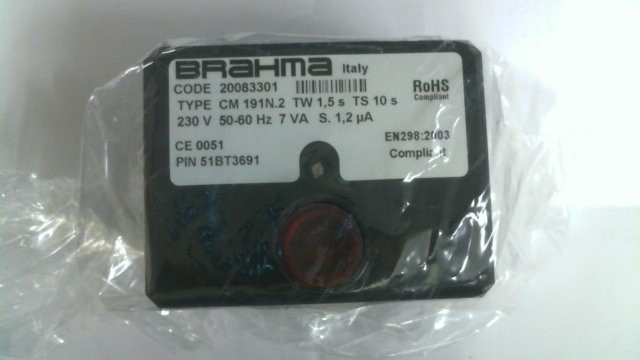 BRAHMA Italy
CODE 20083301
RoHS
Compliant
TYPE CM 191N.2 TW 1,5 s TS 10 s
230 V 50-60 Hz 7 VA S. 1,2 µA
EN298:2003
CE 0051
Compliant
PIN 51BT3691